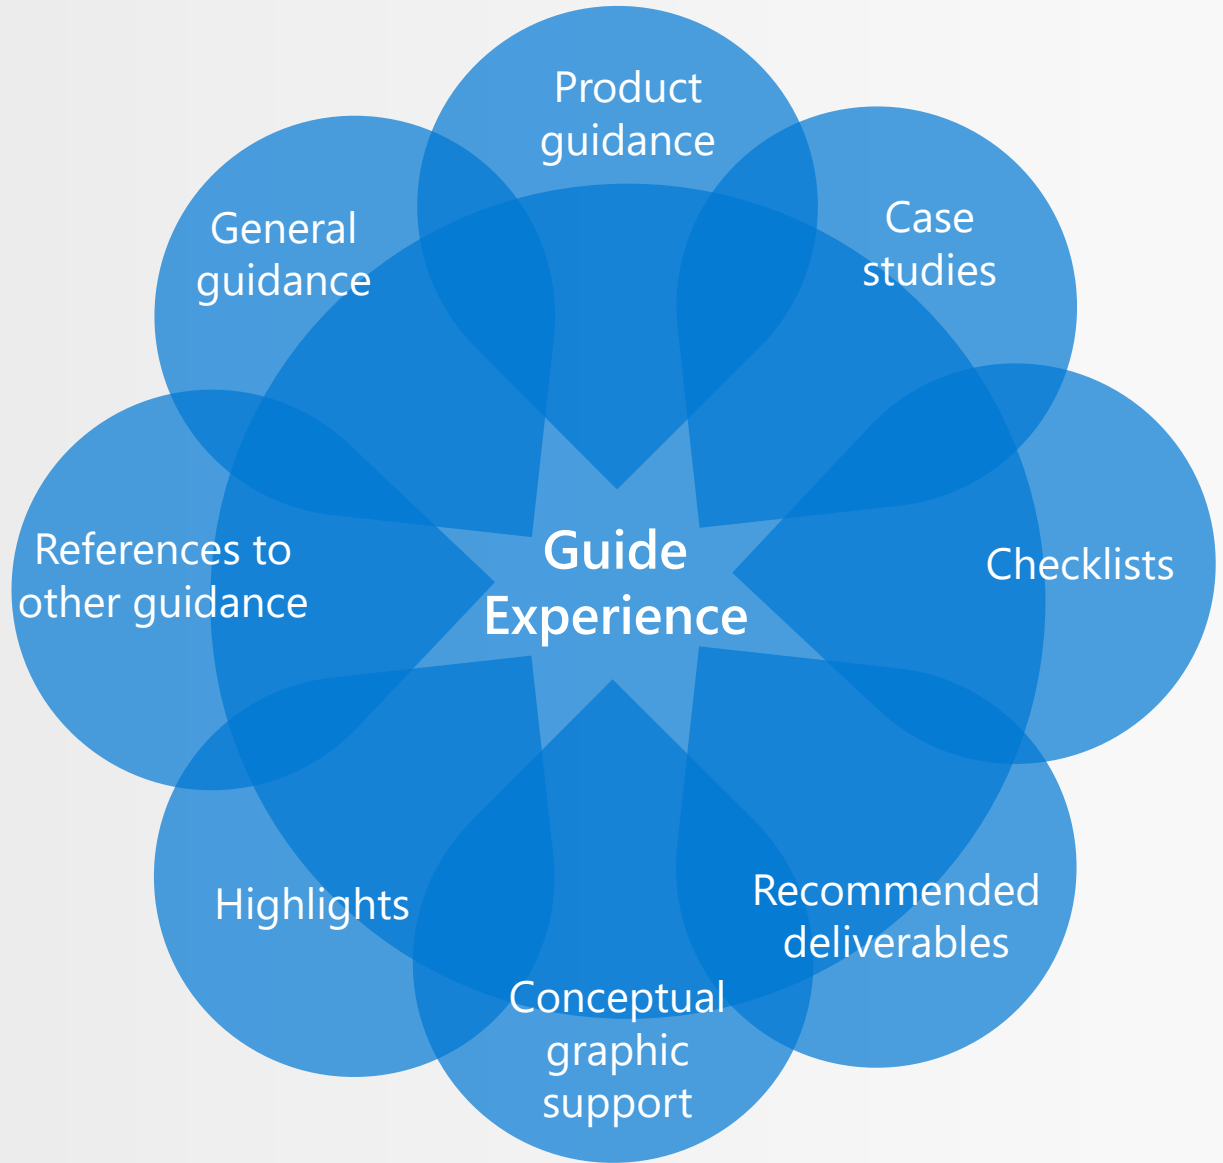 Product
guidance
General
guidance
Case
studies
References to
other guidance
Guide
Experience
Checklists
Highlights
Recommended
deliverables
Conceptual
graphic
support